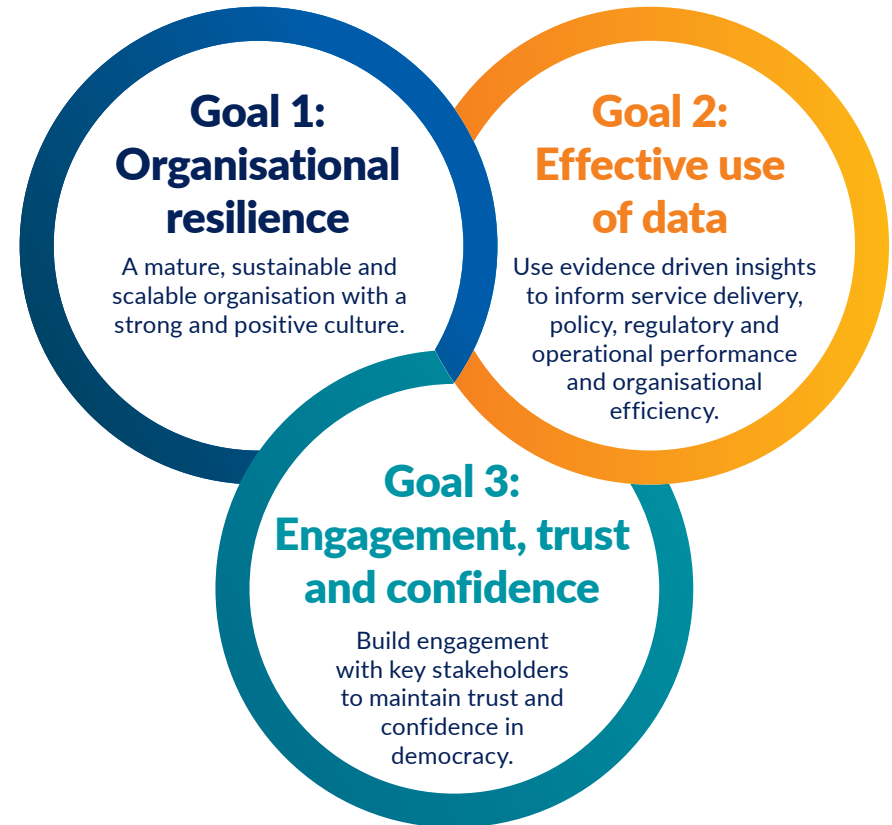 Goal 1:
Organisational
resilience
A mature, sustainable and
scalable organisation with a
strong and positive culture.
Goal 2:
Effective use
of data
Use evidence driven insights
to inform service delivery,
policy, regulatory and
operational performance
and organisational
efficiency.
Goal 3:
Engagement, trust
and confidence
Build engagement
with key stakeholders
to maintain trust and
confidence in
democracy.